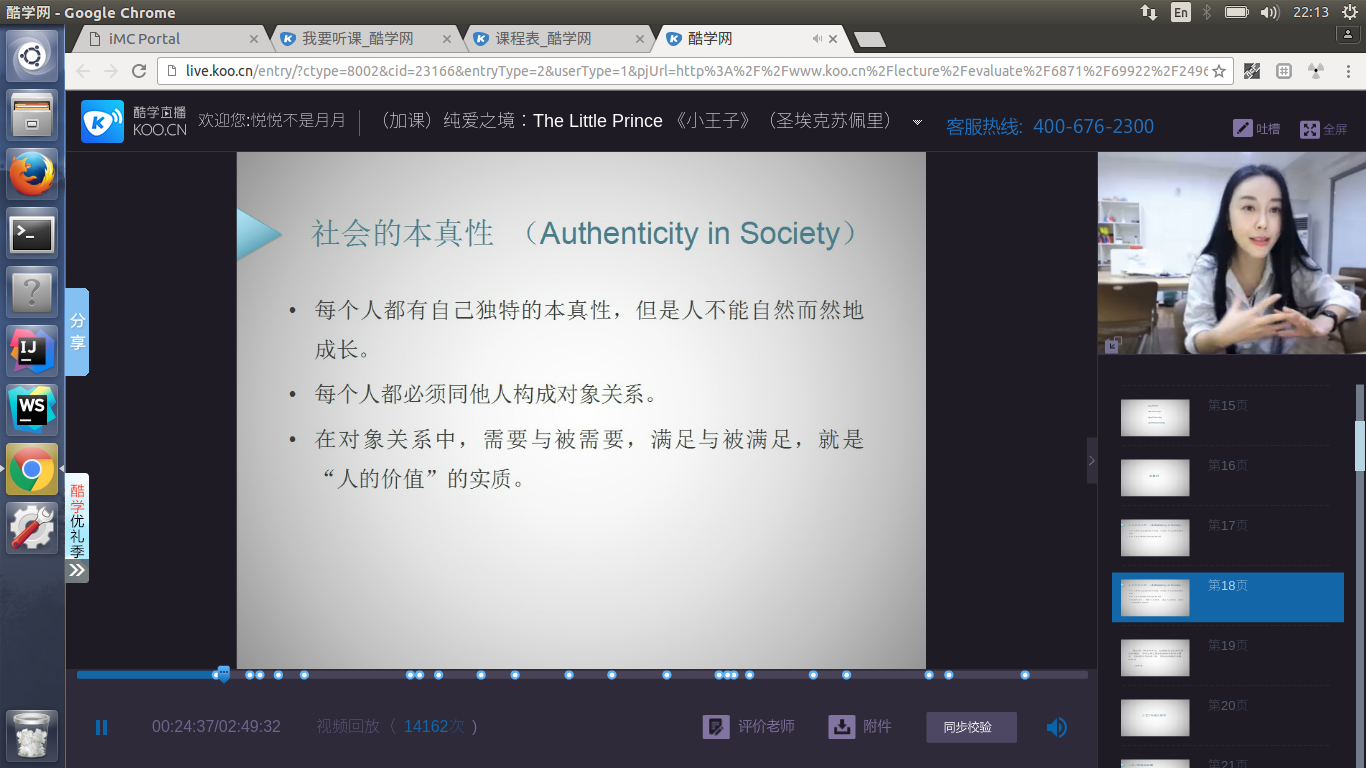 酷学网 - Google Chrome
En
22:13
iMC Portal
我要听课_酷学网
课程表_酷学网
酷学网
live.koo.cn/entry/?ctype=8002&cid=23166&entryType=2&userType=1&pjUrl=http%3A%2F%2Fwww.koo.cn%2Flecture%2Fevaluate%2F6871%2F69922%2F2496
酷学直播
KOO.CN
欢迎您:悦悦不是月月
（加课）纯爱之境：The Little Prince 《小王子》（圣埃克苏佩里）
客服热线: 400-676-2300
吐槽
全屏
社会的本真性 （Authenticity in Society）
• 每个人都有自己独特的本真性，但是人不能自然而然地
成长。
• 每个人都必须同他人构成对象关系。
• 在对象关系中，需要与被需要，满足与被满足，就是
“人的价值”的实质。
分享
酷学优礼季
IJ
WS
第15页
第16页
第17页
第18页
第19页
第20页
第21页
00:24:37/02:49:32
视频回放（ 14162次 )
评价老师
附件
同步校验